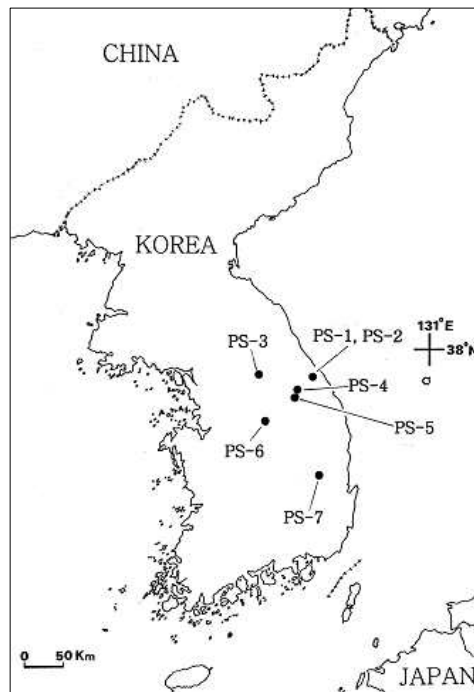 CHINA
KOREA
131°E
38°N
PS-1, PS-2
PS-3
PS-4
PS-5
PS-6
PS-7
0 50 Km
JAPAN